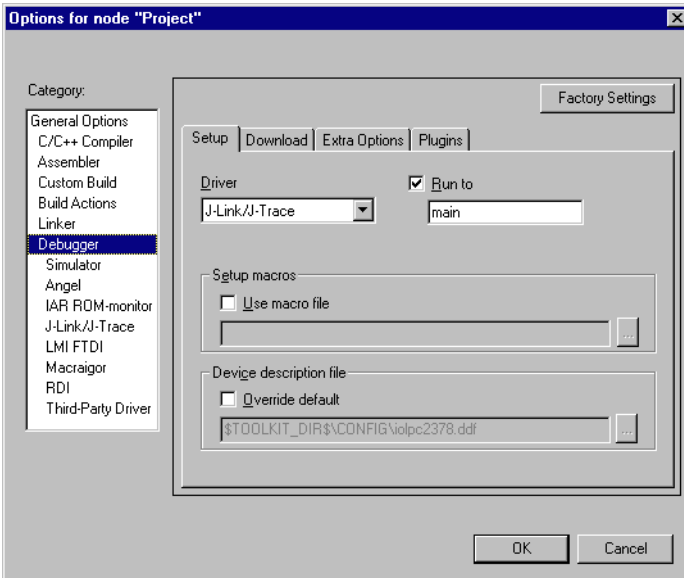 Options for node "Project"
Category:
General Options
C/C++ Compiler
Assembler
Custom Build
Build Actions
Linker
Debugger
Simulator
Angel
IAR ROM-monitor
J-Link/J-Trace
LMI FTDI
Macraigor
RDI
Third-Party Driver
Factory Settings
Setup Download Extra Options Plugins
Driver
J-Link/J-Trace
Run to
main
Setup macros
Use macro file
...
Device description file
Override default
$TOOLKIT_DIR$\CONFIG\iolpc2378.ddf
...
OK Cancel